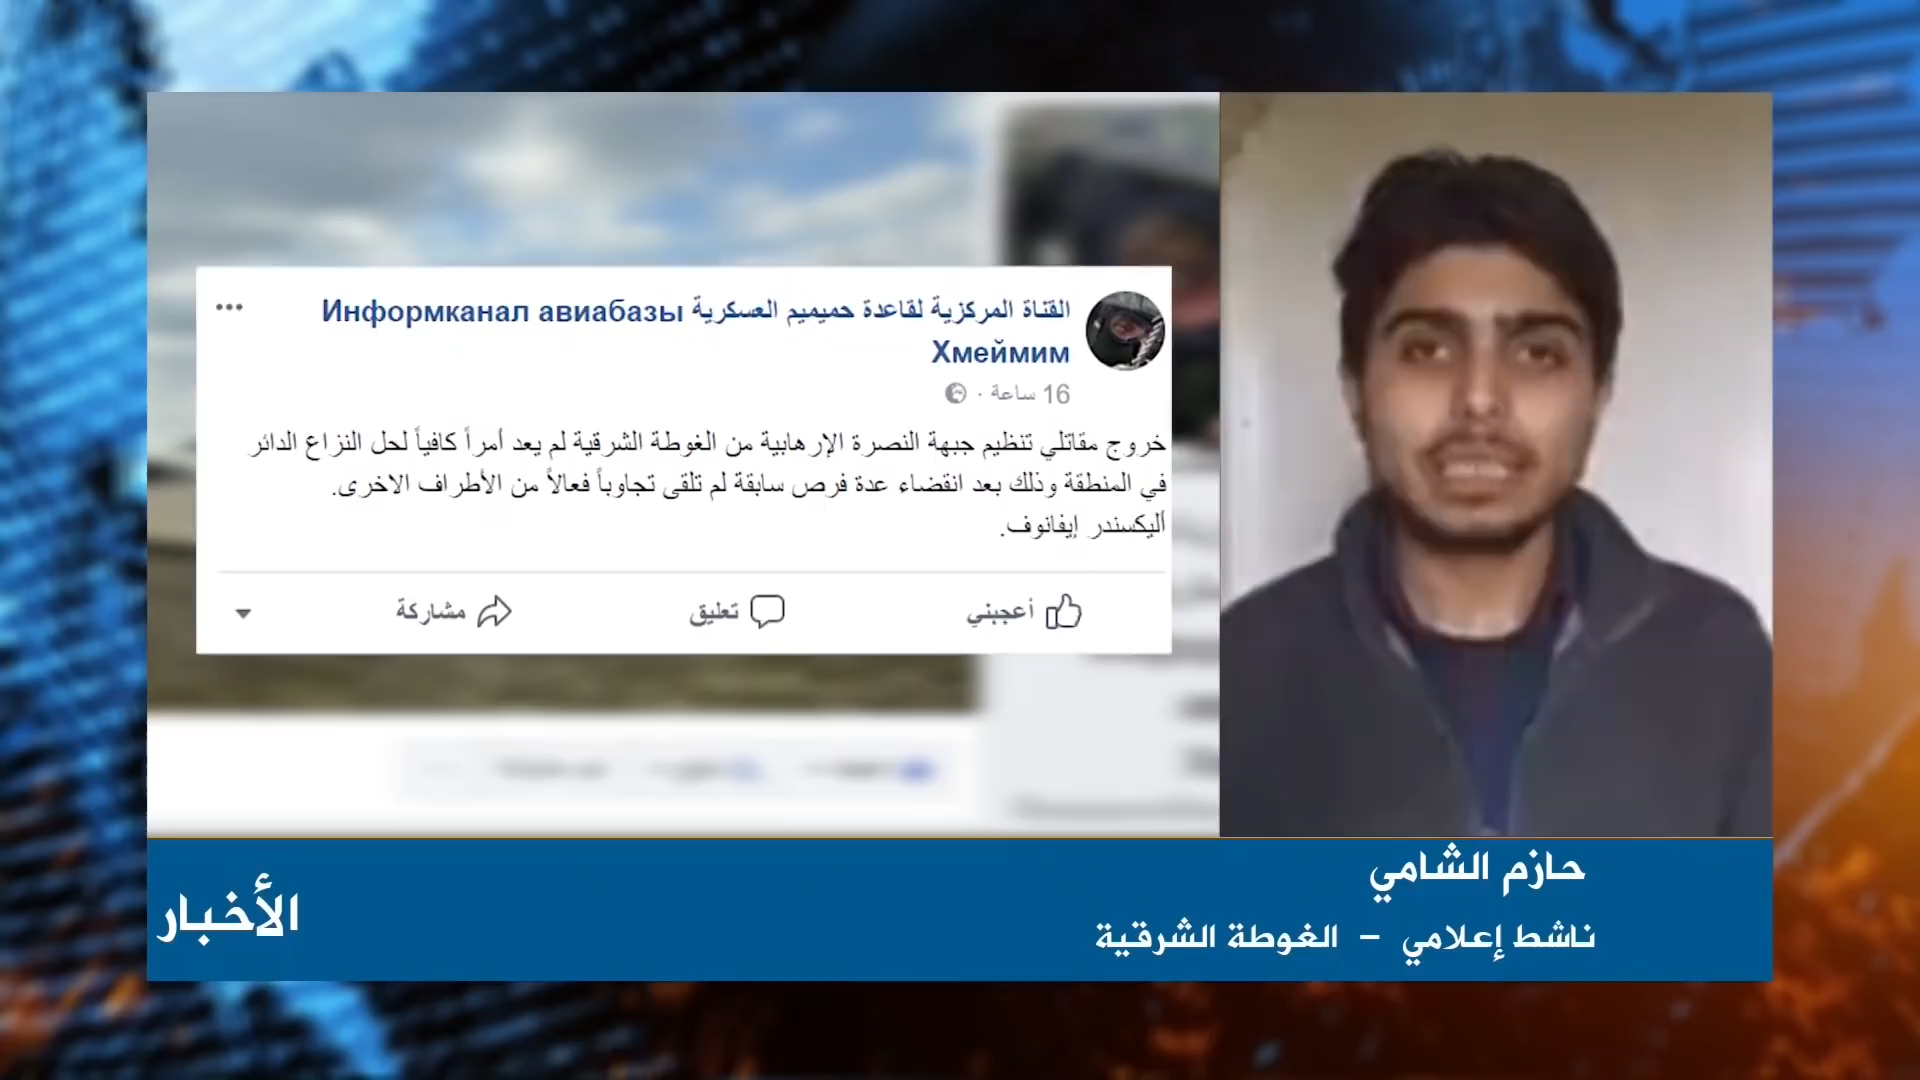 القناة المركزية لقاعدة حميميم العسكرية Информканал авиабазы
Хмеймим
16 ساعة ·
خروج مقاتلي تنظيم جبهة النصرة الإرهابية من الغوطة الشرقية لم يعد أمراً كافياً لحل النزاع الدائر
في المنطقة وذلك بعد انقضاء عدة فرص سابقة لم تلقى تجاوباً فعالاً من الأطراف الاخرى.
أليكسندر إيفانوف.
أعجبني تعليق مشاركة
حازم الشامي
ناشط إعلامي – الغوطة الشرقية
الأخبار